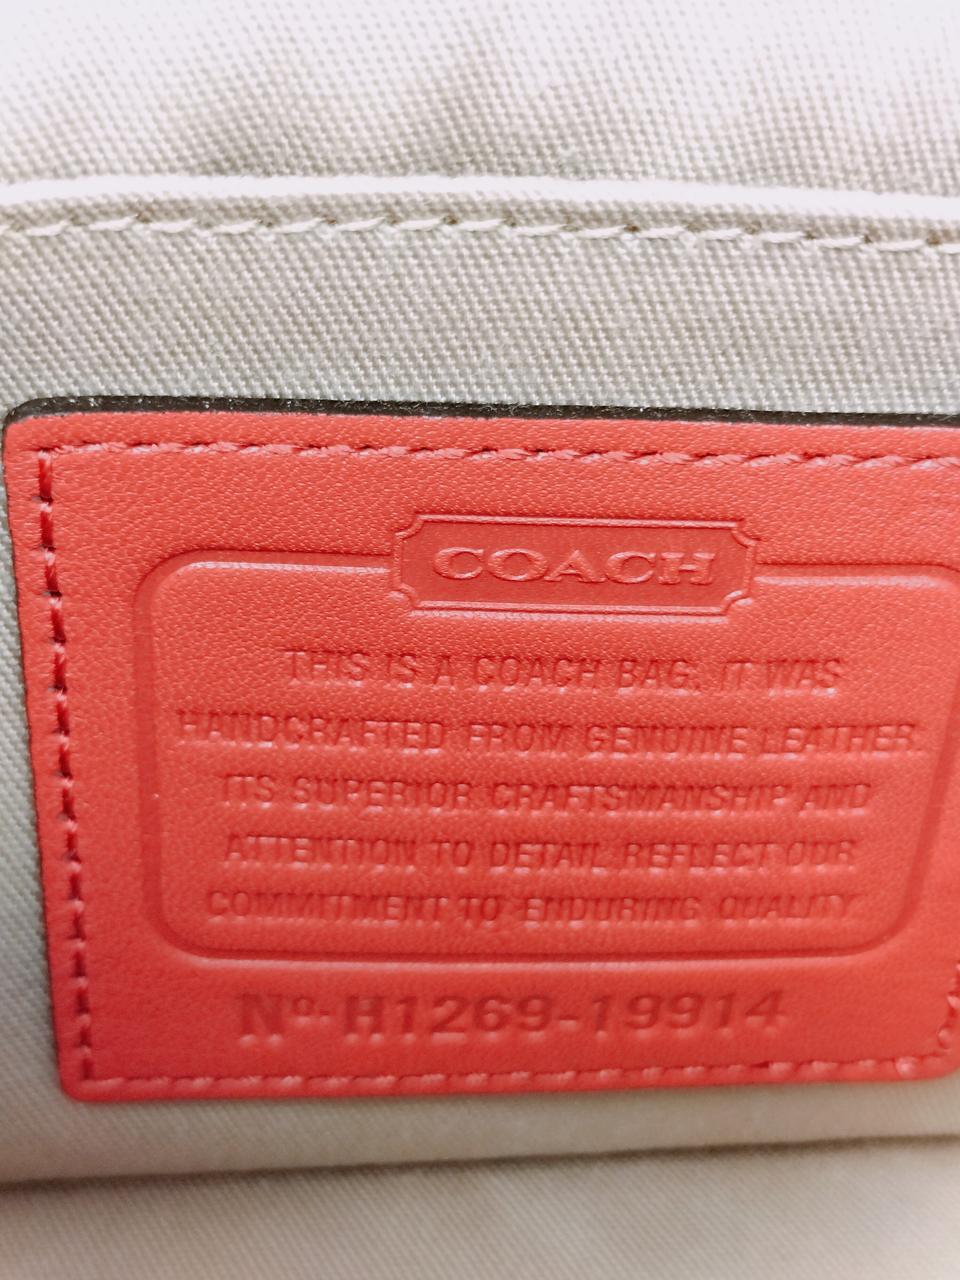 COACH
THIS IS A COACH BAG. IT WAS
HANDCRAFTED FROM GENUINE LEATHER.
ITS SUPERIOR CRAFTSMANSHIP AND
ATTENTION TO DETAIL REFLECT OUR
COMMITMENT TO ENDURING QUALITY.
Nº-H1269-19914